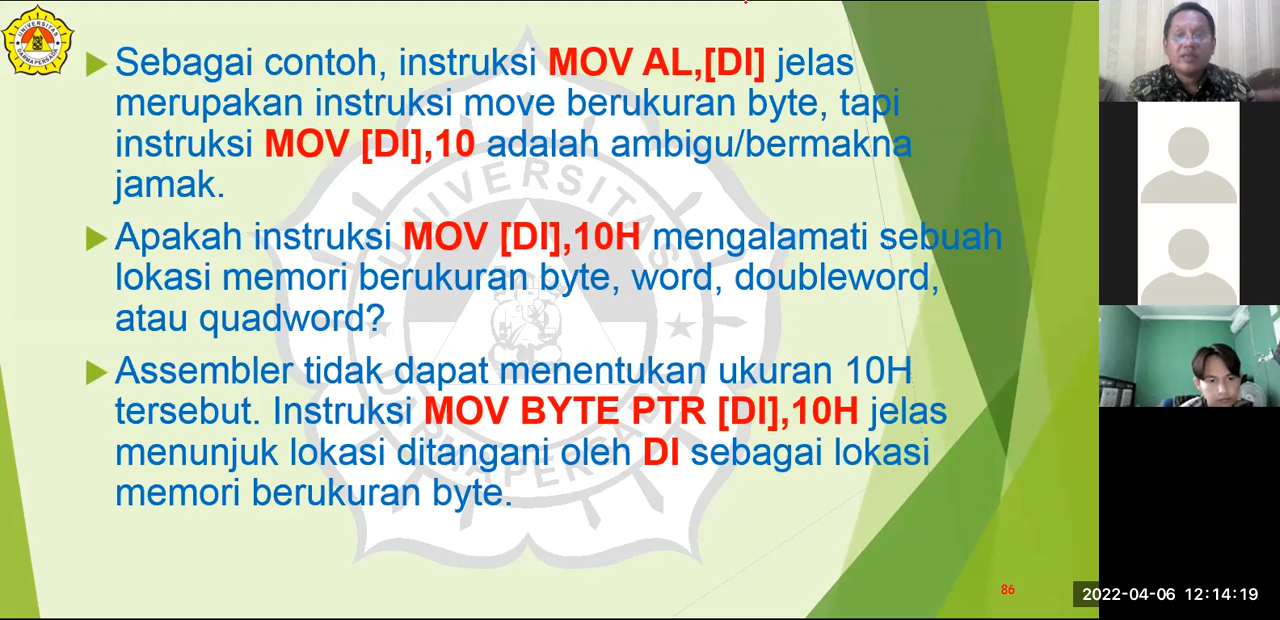 Sebagai contoh, instruksi MOV AL,[DI] jelas
merupakan instruksi move berukuran byte, tapi
instruksi MOV [DI],10 adalah ambigu/bermakna
jamak.
Apakah instruksi MOV [DI],10H mengalamati sebuah
lokasi memori berukuran byte, word, doubleword,
atau quadword?
Assembler tidak dapat menentukan ukuran 10H
tersebut. Instruksi MOV BYTE PTR [DI],10H jelas
menunjuk lokasi ditangani oleh DI sebagai lokasi
memori berukuran byte.
UNIVERSITAS
DARMA PERSADA
86
2022-04-06 12:14:19